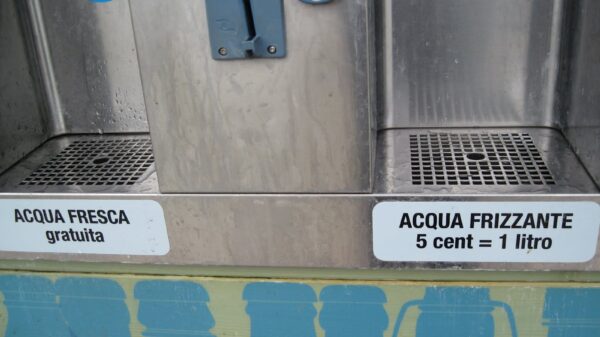 ACQUA FRESCA
gratuita
ACQUA FRIZZANTE
5 cent = 1 litro